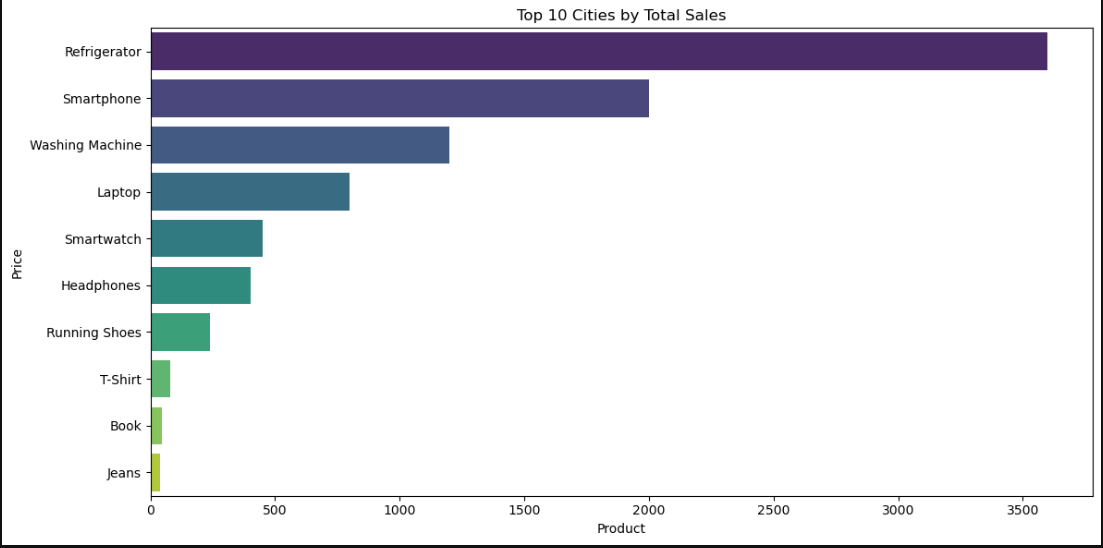 Top 10 Cities by Total Sales
Refrigerator
Smartphone
Washing Machine
Laptop
Smartwatch
Headphones
Running Shoes
T-Shirt
Book
Jeans
Price
0 500 1000 1500 2000 2500 3000 3500
Product